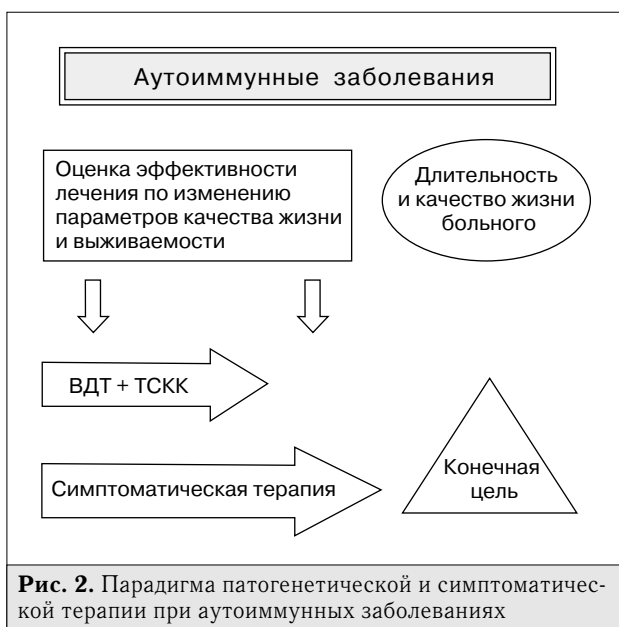 Аутоиммунные заболевания
Оценка эффективности
лечения по изменению
параметров качества жизни
и выживаемости
Длительность
и качество жизни
больного
ВДТ + ТСКК
Симптоматическая терапия
Конечная
цель
Рис. 2. Парадигма патогенетической и симптоматичес-
кой терапии при аутоиммунных заболеваниях